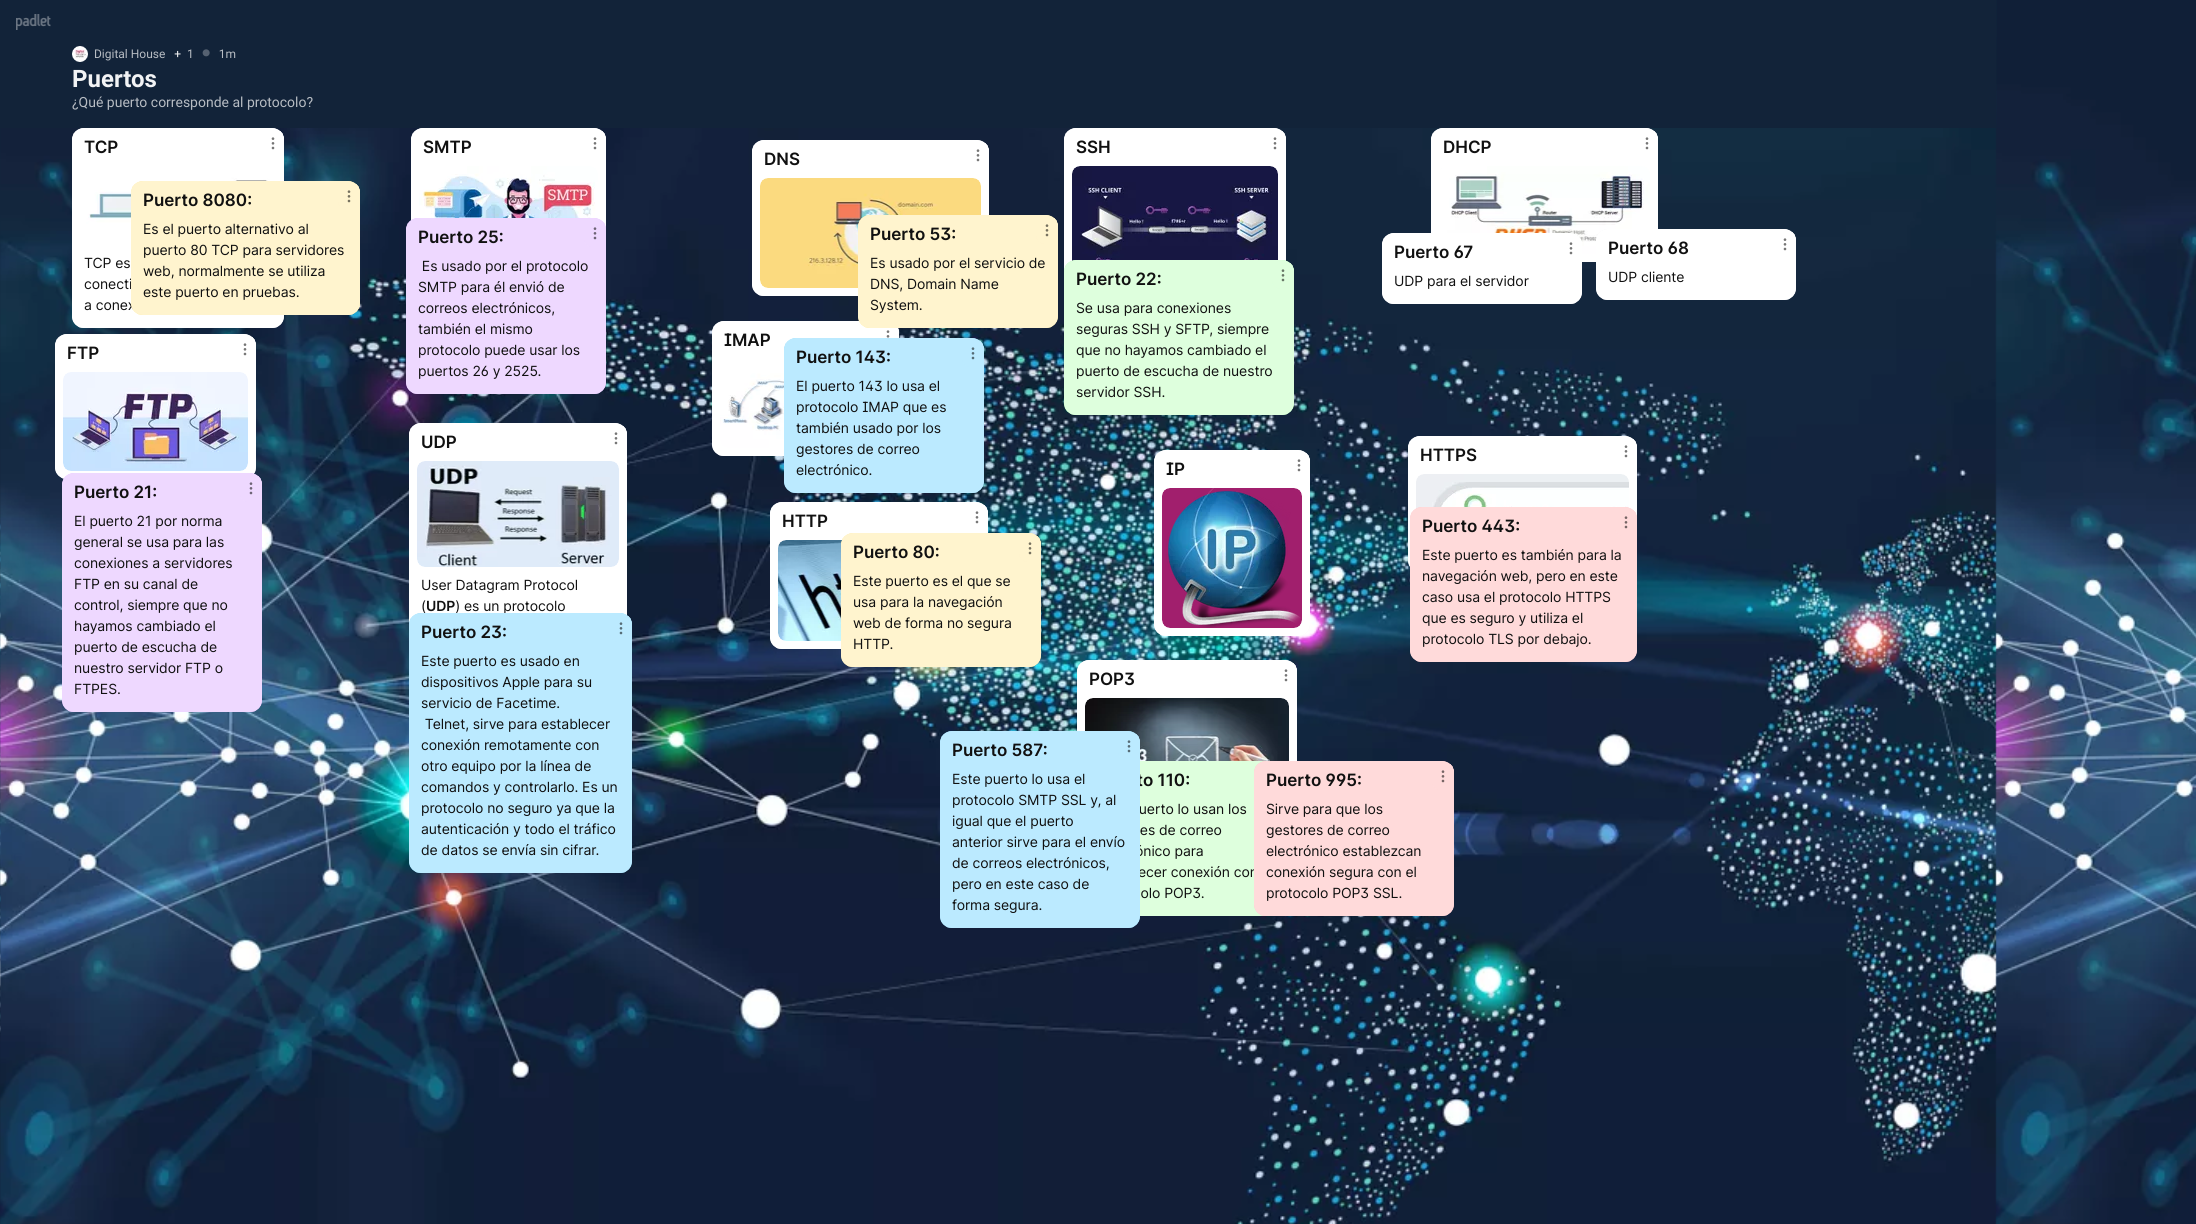 padlet
Digital House + 1 1m
Puertos
¿Qué puerto corresponde al protocolo?
TCP
TCP es
conecti
a conex
Puerto 8080:
Es el puerto alternativo al
puerto 80 TCP para servidores
web, normalmente se utiliza
este puerto en pruebas.
FTP
FTP
Puerto 21:
El puerto 21 por norma
general se usa para las
conexiones a servidores
FTP en su canal de
control, siempre que no
hayamos cambiado el
puerto de escucha de
nuestro servidor FTP o
FTPES.
SMTP
SMTP
Puerto 25:
Es usado por el protocolo
SMTP para él envió de
correos electrónicos,
también el mismo
protocolo puede usar los
puertos 26 y 2525.
UDP
UDP
Request
Response
Response
Client Server
User Datagram Protocol
(UDP) es un protocolo
Puerto 23:
Este puerto es usado en
dispositivos Apple para su
servicio de Facetime.
Telnet, sirve para establecer
conexión remotamente con
otro equipo por la línea de
comandos y controlarlo. Es un
protocolo no seguro ya que la
autenticación y todo el tráfico
de datos se envía sin cifrar.
DNS
domain.com
216.3.128.12
Puerto 53:
Es usado por el servicio de
DNS, Domain Name
System.
IMAP
Puerto 143:
El puerto 143 lo usa el
protocolo IMAP que es
también usado por los
gestores de correo
electrónico.
HTTP
Puerto 80:
Este puerto es el que se
usa para la navegación
web de forma no segura
HTTP.
SSH
SSH CLIENT SSH SERVER
Puerto 22:
Se usa para conexiones
seguras SSH y SFTP, siempre
que no hayamos cambiado el
puerto de escucha de nuestro
servidor SSH.
IP
IP
POP3
Puerto 587:
Este puerto lo usa el
protocolo SMTP SSL y, al
igual que el puerto
anterior sirve para el envío
de correos electrónicos,
pero en este caso de
forma segura.
to 110:
uerto lo usan los
es de correo
ónico para
ecer conexión con
olo POP3.
Puerto 995:
Sirve para que los
gestores de correo
electrónico establezcan
conexión segura con el
protocolo POP3 SSL.
DHCP
DHCP Client Router DHCP Server
Puerto 67
UDP para el servidor
Puerto 68
UDP cliente
HTTPS
Puerto 443:
Este puerto es también para la
navegación web, pero en este
caso usa el protocolo HTTPS
que es seguro y utiliza el
protocolo TLS por debajo.